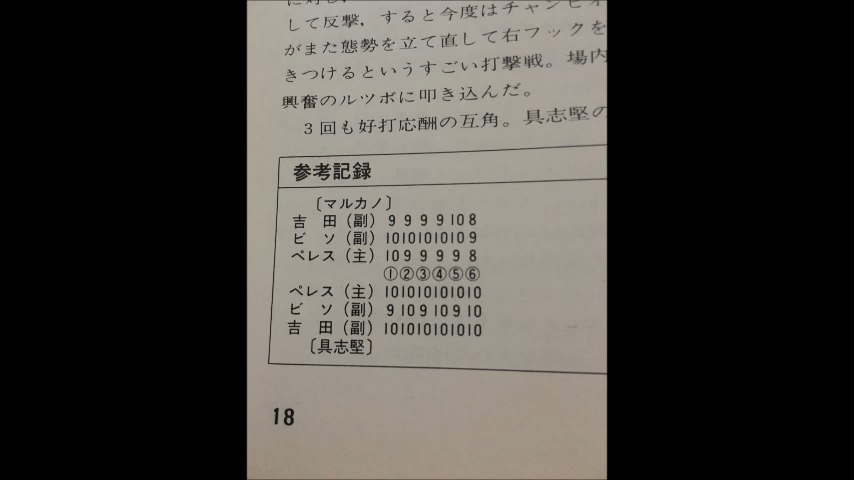 して反撃，すると今度はチャンピオ
がまた態勢を立て直して右フックを
きつけるというすごい打撃戦。場内
興奮のルツボに叩き込んだ。
3回も好打応酬の互角。具志堅の
参考記録
〔マルカノ〕
吉　田（副） 9 9 9 9 10 8
ビ　ソ（副） 10 10 10 10 10 9
ペレス（主） 10 9 9 9 9 8
①②③④⑤⑥
ペレス（主） 10 10 10 10 10 10
ビ　ソ（副） 9 10 9 10 9 10
吉　田（副） 10 10 10 10 10 10
〔具志堅〕
18